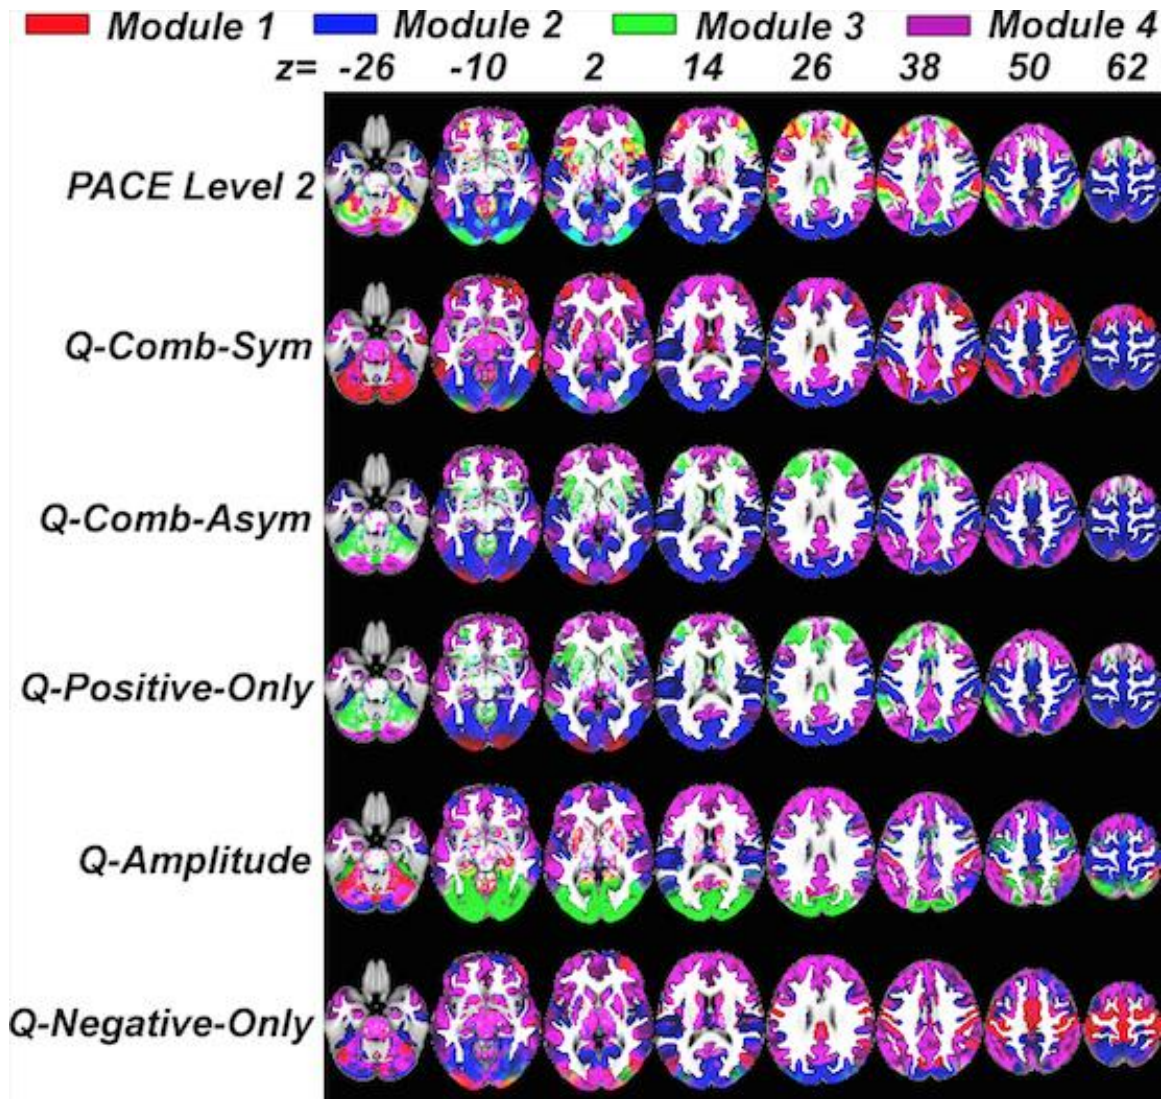 Module 1 Module 2 Module 3 Module 4
z= -26 -10 2 14 26 38 50 62
PACE Level 2
Q-Comb-Sym
Q-Comb-Asym
Q-Positive-Only
Q-Amplitude
Q-Negative-Only